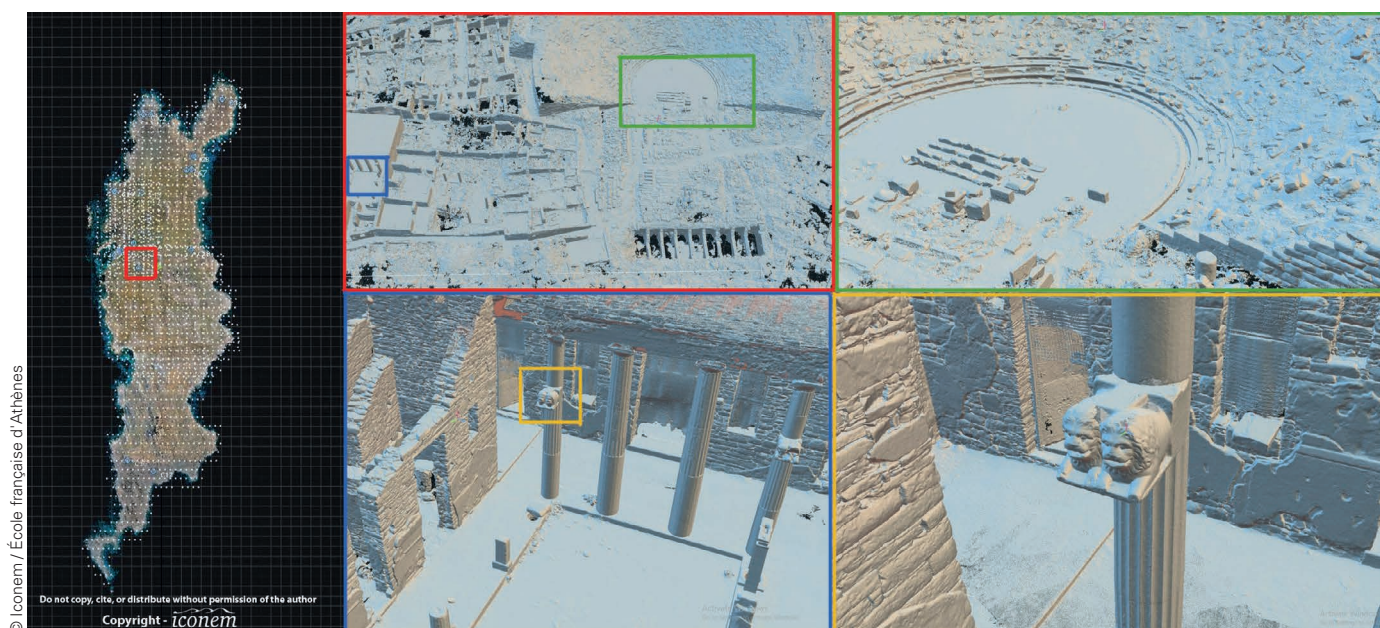 © Iconem / École française d'Athènes
Do not copy, cite, or distribute without permission of the author
Copyright - iconem